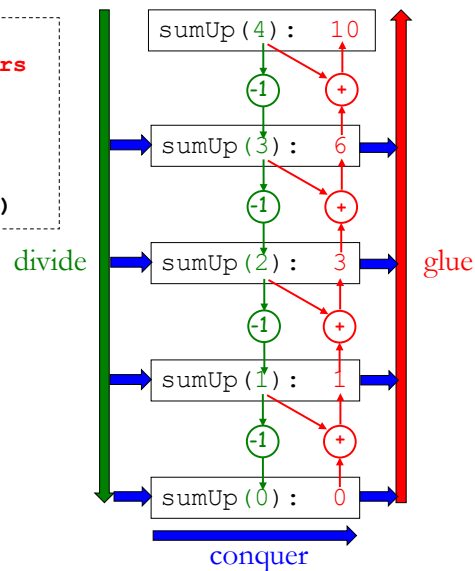 rs
)
sumUp(4): 10
-1 +
sumUp(3): 6
-1 +
divide sumUp(2): 3 glue
-1 +
sumUp(1): 1
-1 +
sumUp(0): 0
conquer